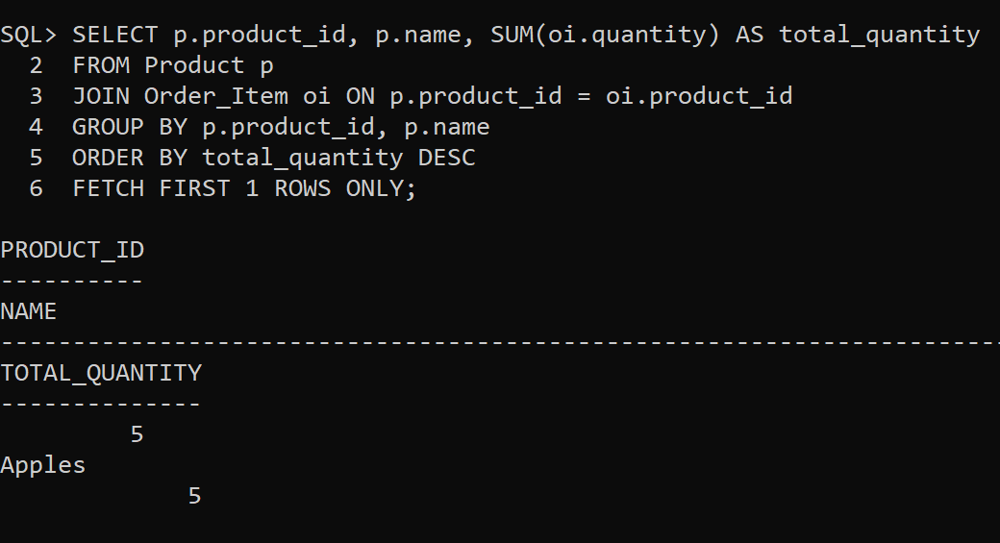 SQL> SELECT p.product_id, p.name, SUM(oi.quantity) AS total_quantity
  2  FROM Product p
  3  JOIN Order_Item oi ON p.product_id = oi.product_id
  4  GROUP BY p.product_id, p.name
  5  ORDER BY total_quantity DESC
  6  FETCH FIRST 1 ROWS ONLY;

PRODUCT_ID
----------
NAME
----------------------------------------------------------------------
TOTAL_QUANTITY
--------------
         5
Apples
             5